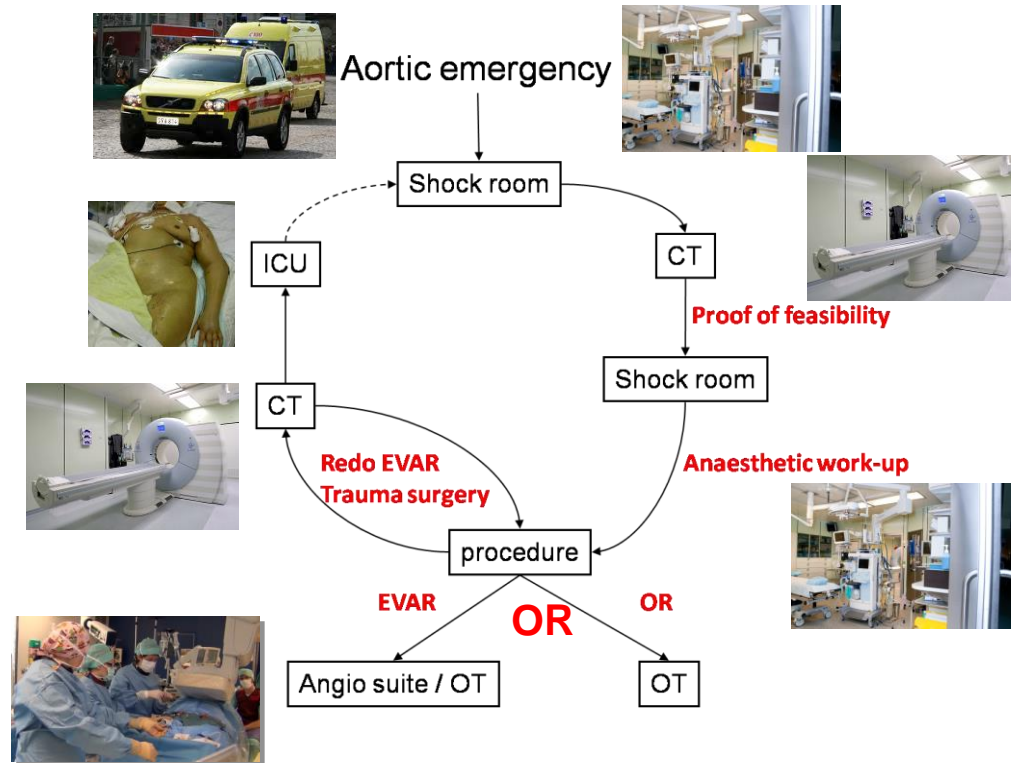 Aortic emergency
Shock room
ICU
CT
Proof of feasibility
Shock room
CT
Redo EVAR
Trauma surgery
Anaesthetic work-up
procedure
EVAR
OR
OR
Angio suite / OT
OT